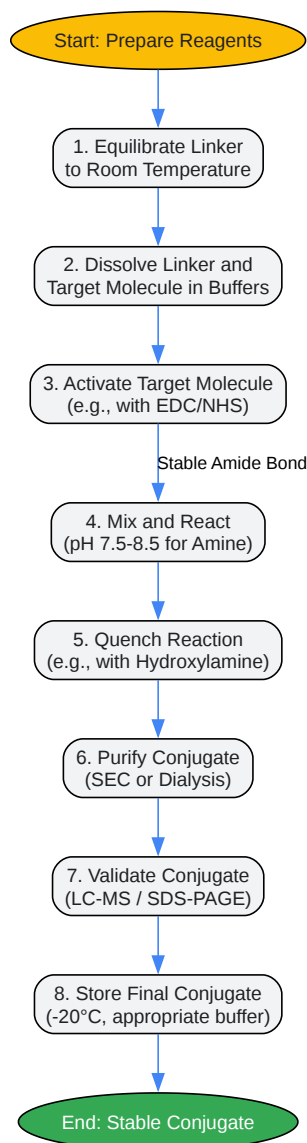 Start: Prepare Reagents
1. Equilibrate Linker
to Room Temperature
2. Dissolve Linker and
Target Molecule in Buffers
3. Activate Target Molecule
(e.g., with EDC/NHS)
Stable Amide Bond
4. Mix and React
(pH 7.5-8.5 for Amine)
5. Quench Reaction
(e.g., with Hydroxylamine)
6. Purify Conjugate
(SEC or Dialysis)
7. Validate Conjugate
(LC-MS / SDS-PAGE)
8. Store Final Conjugate
(-20°C, appropriate buffer)
End: Stable Conjugate